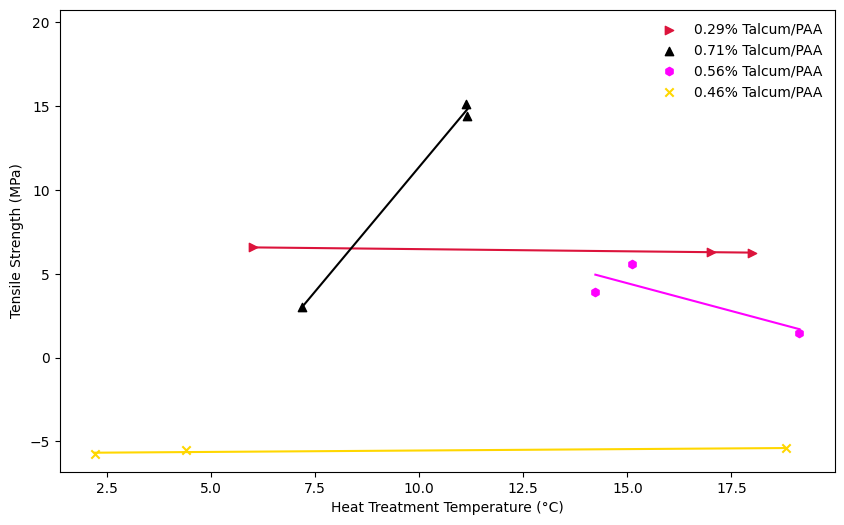 20
15
10
5
0
−5
2.5 5.0 7.5 10.0 12.5 15.0 17.5
Tensile Strength (MPa)
Heat Treatment Temperature (°C)
0.29% Talcum/PAA
0.71% Talcum/PAA
0.56% Talcum/PAA
0.46% Talcum/PAA